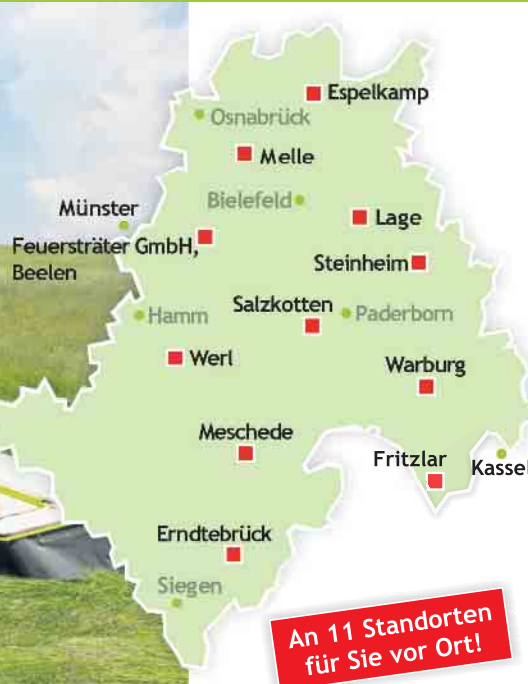 Espelkamp
Osnabrück
Melle
Bielefeld
Münster
Lage
Feuersträter GmbH,
Beelen
Steinheim
Salzkotten
Paderborn
Hamm
Werl
Warburg
Meschede
Fritzlar
Kassel
Erndtebrück
Siegen
An 11 Standorten
für Sie vor Ort!